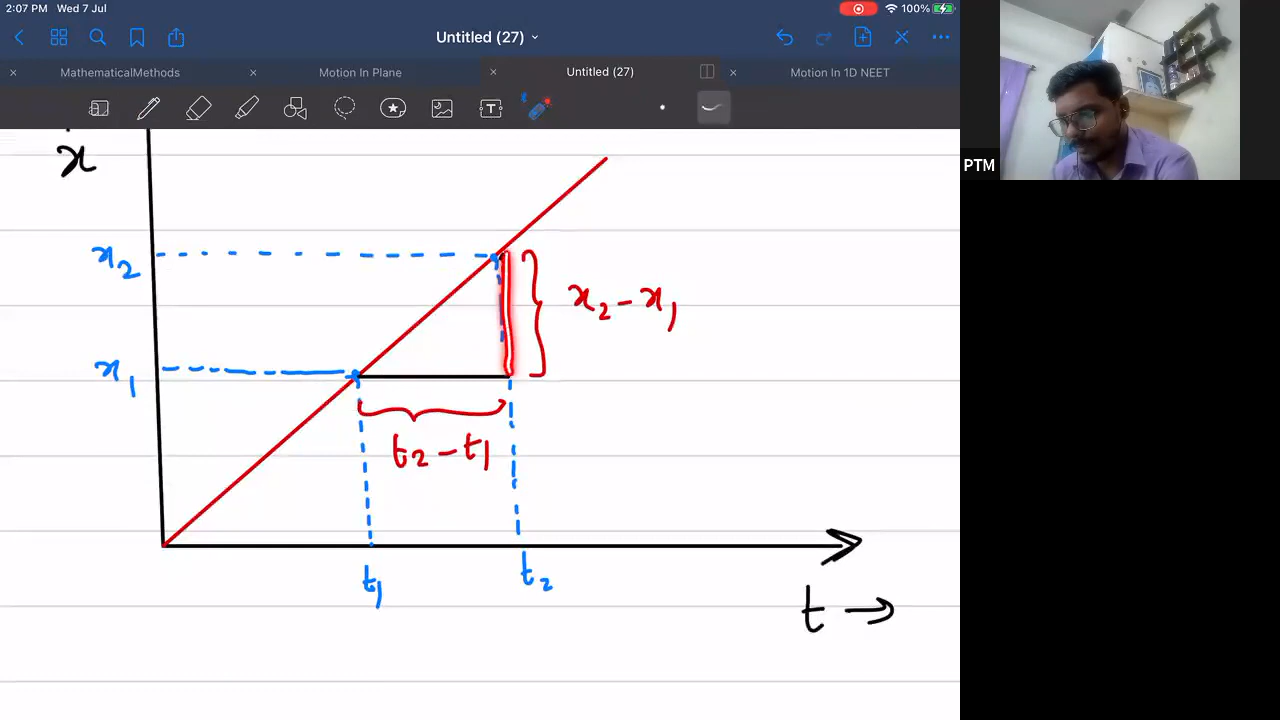 2:07 PM Wed 7 Jul 100%
Untitled (27)
MathematicalMethods Motion In Plane Untitled (27) Motion In 1D NEET
PTM
x
x₂
x₂ − x₁
x₁
t₂ − t₁
t₁
t₂
t →